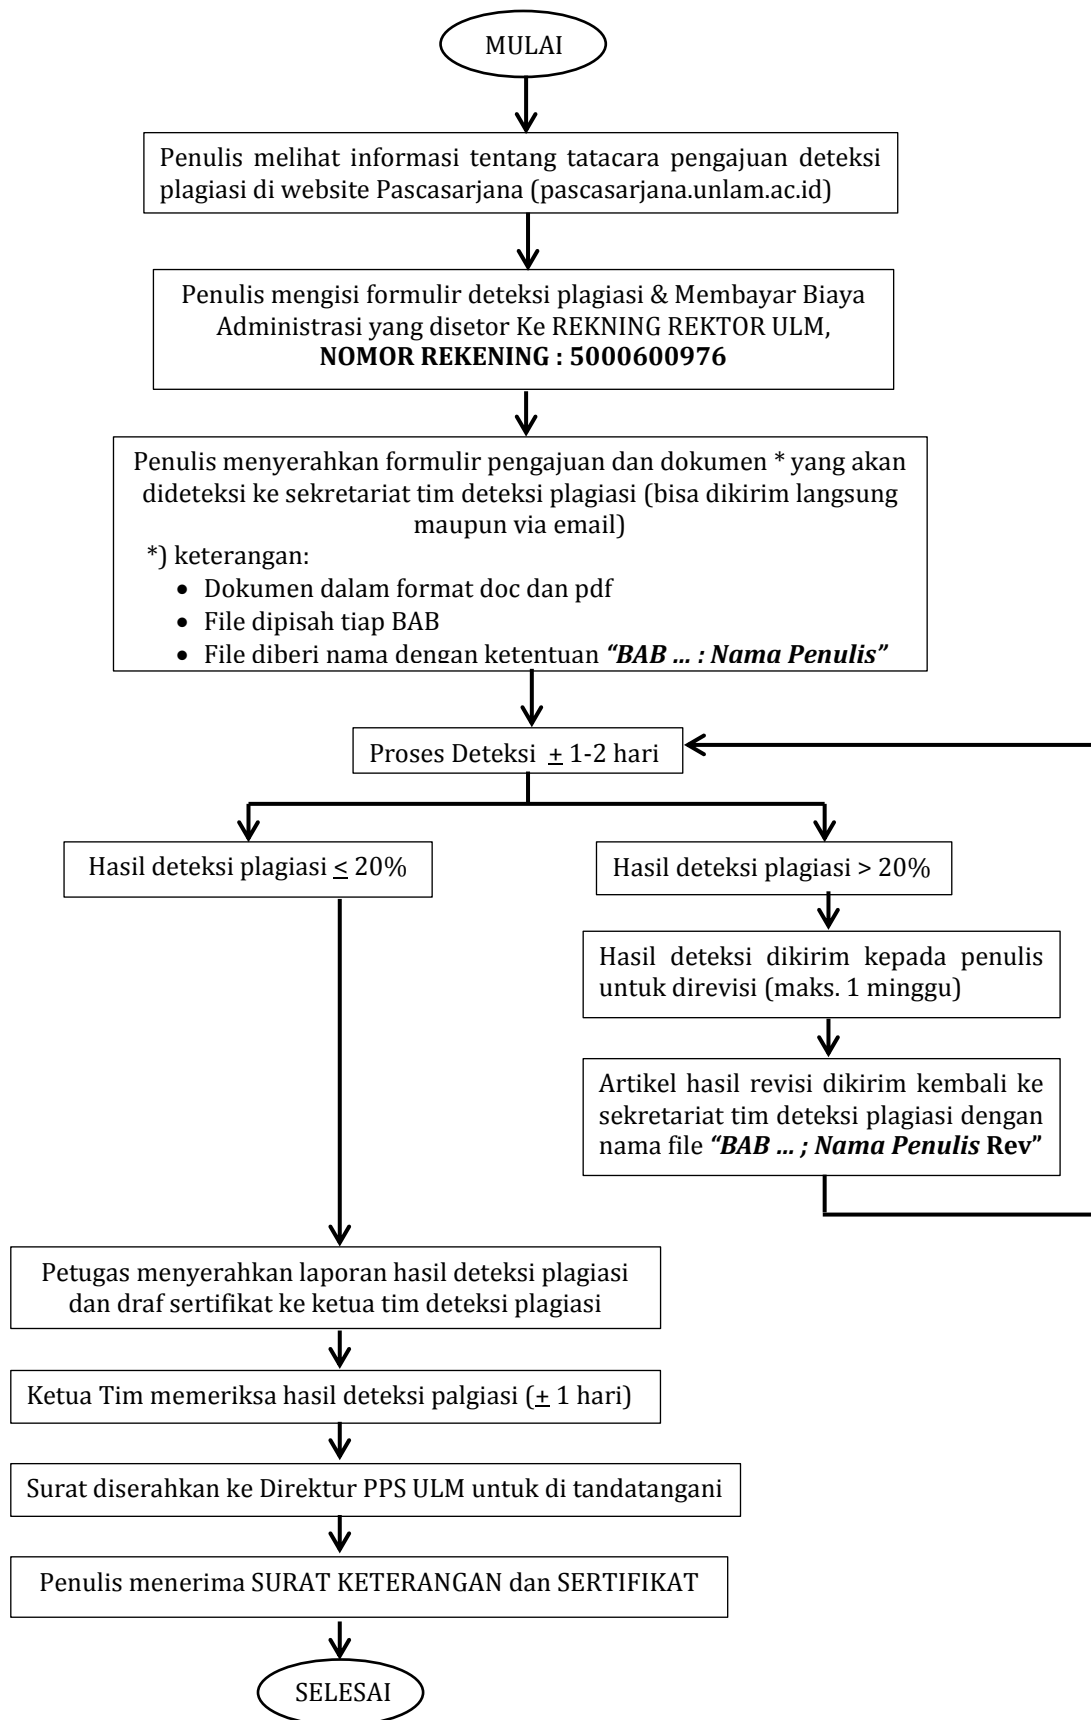 MULAI
Penulis melihat informasi tentang tatacara pengajuan deteksi
plagiasi di website Pascasarjana (pascasarjana.unlam.ac.id)
Penulis mengisi formulir deteksi plagiasi & Membayar Biaya
Administrasi yang disetor Ke REKNING REKTOR ULM,
NOMOR REKENING : 5000600976
Penulis menyerahkan formulir pengajuan dan dokumen * yang akan
dideteksi ke sekretariat tim deteksi plagiasi (bisa dikirim langsung
maupun via email)
*) keterangan:
• Dokumen dalam format doc dan pdf
• File dipisah tiap BAB
• File diberi nama dengan ketentuan “BAB ... : Nama Penulis”
Proses Deteksi ± 1-2 hari
Hasil deteksi plagiasi ≤ 20%
Hasil deteksi plagiasi > 20%
Hasil deteksi dikirim kepada penulis
untuk direvisi (maks. 1 minggu)
Artikel hasil revisi dikirim kembali ke
sekretariat tim deteksi plagiasi dengan
nama file “BAB ... ; Nama Penulis Rev”
Petugas menyerahkan laporan hasil deteksi plagiasi
dan draf sertifikat ke ketua tim deteksi plagiasi
Ketua Tim memeriksa hasil deteksi palgiasi (± 1 hari)
Surat diserahkan ke Direktur PPS ULM untuk di tandatangani
Penulis menerima SURAT KETERANGAN dan SERTIFIKAT
SELESAI